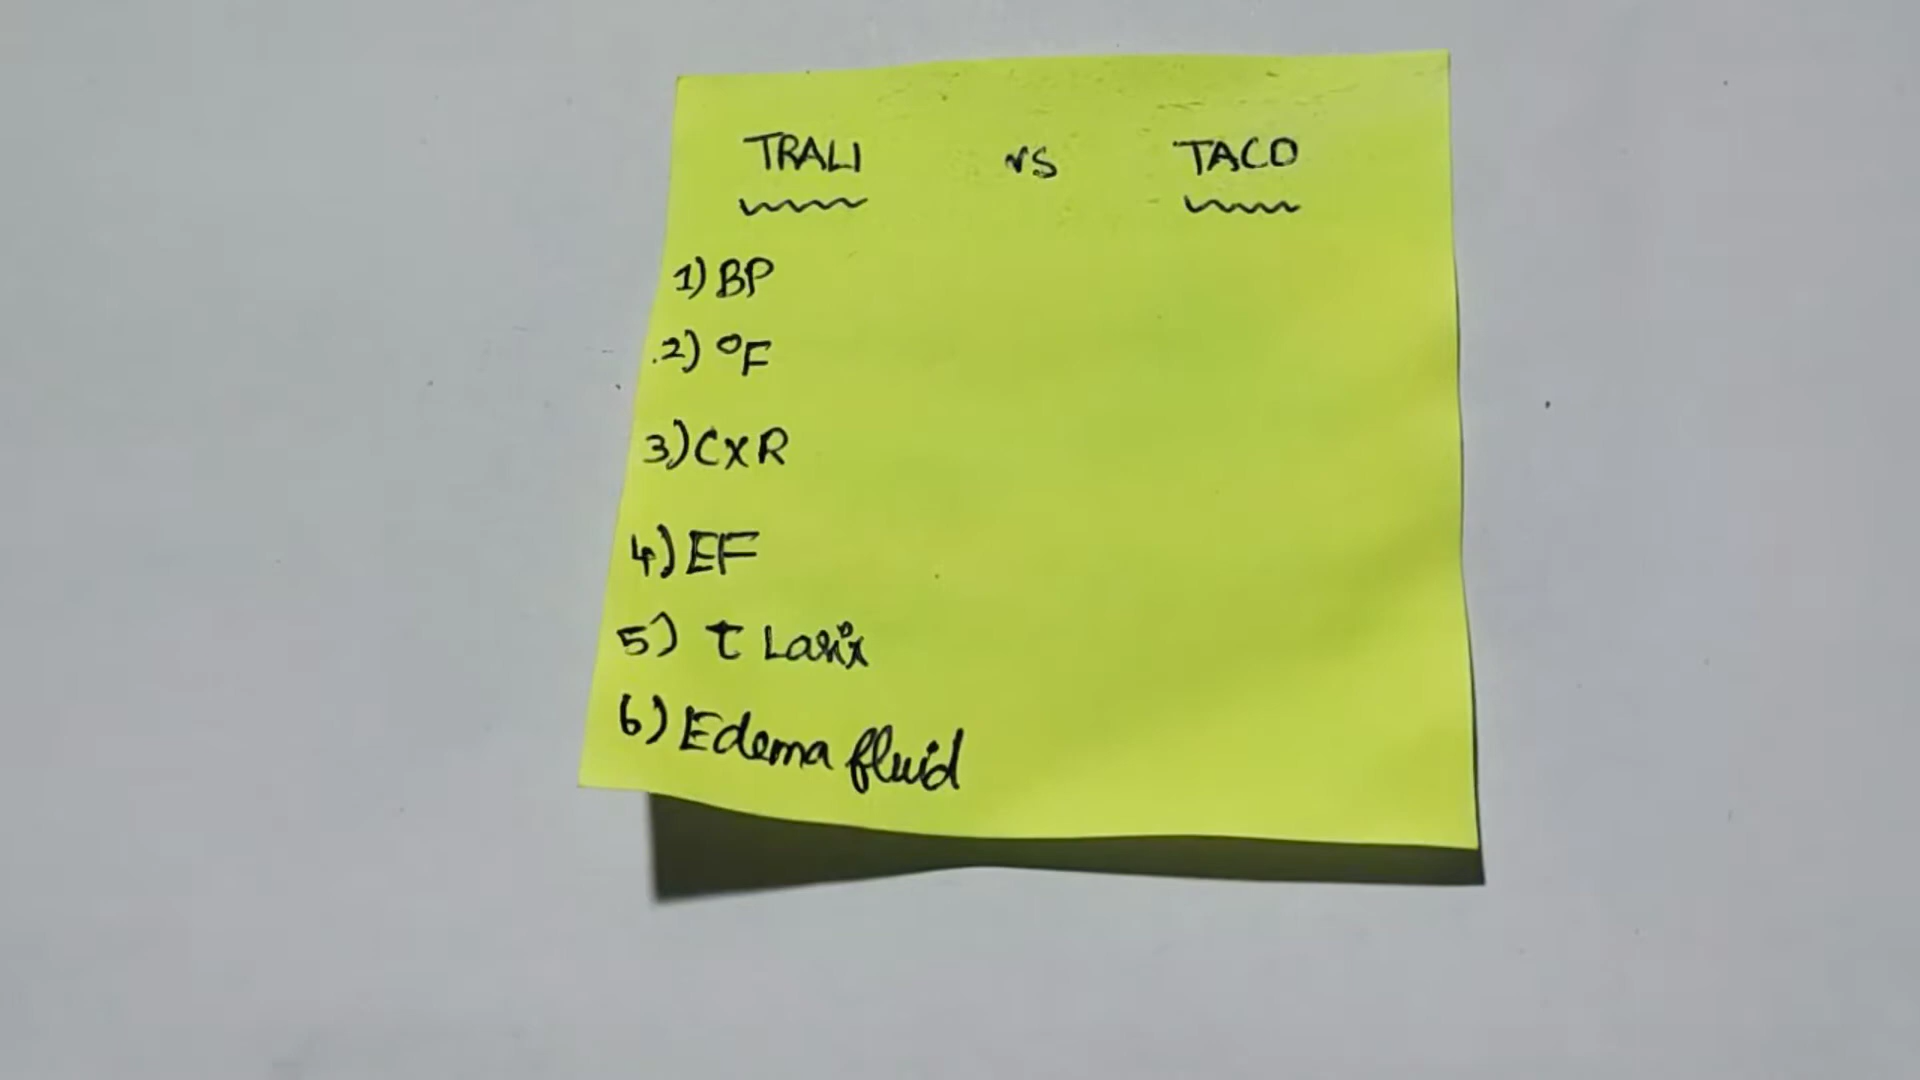 TRALI vs TACO
1) BP
2) °F
3) CXR
4) EF
5) τ Lasix
6) Edema fluid